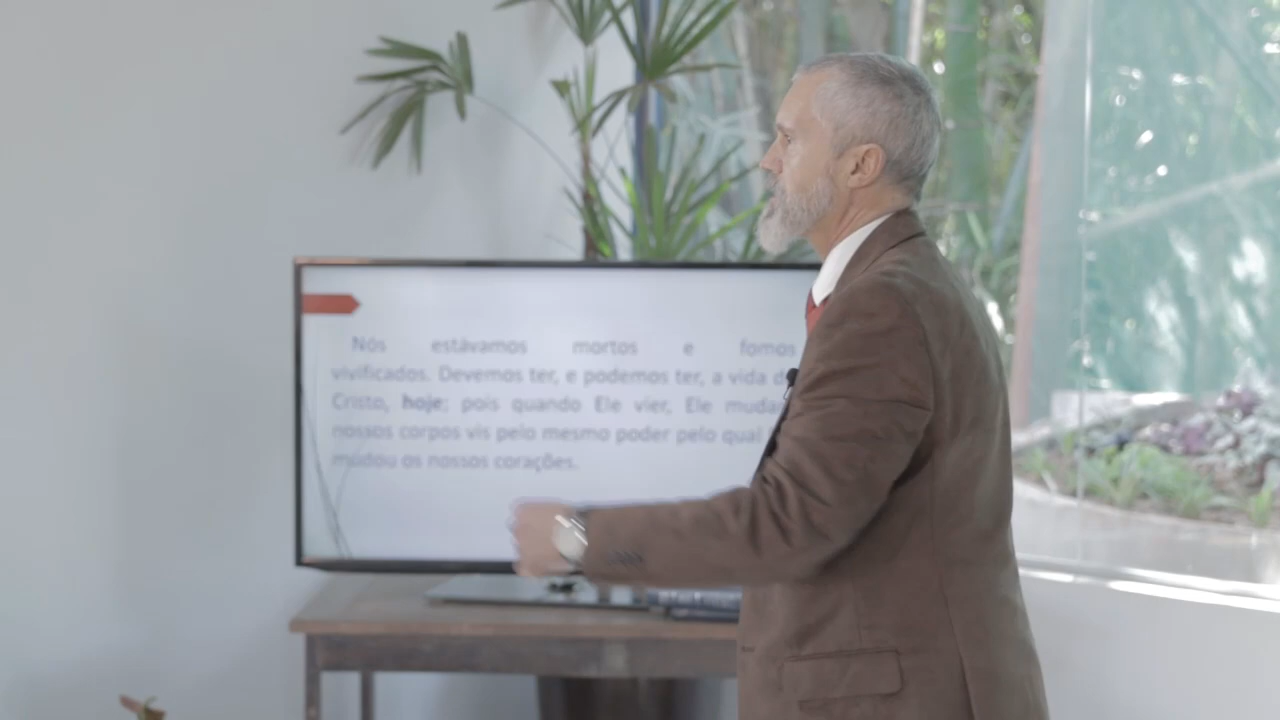 Nós estávamos mortos e fomos
vivificados. Devemos ter, e podemos ter, a vida
Cristo, hoje; pois quando Ele vier, Ele
nossos corpos vis pelo mesmo poder pelo qual
mudou os nossos corações.